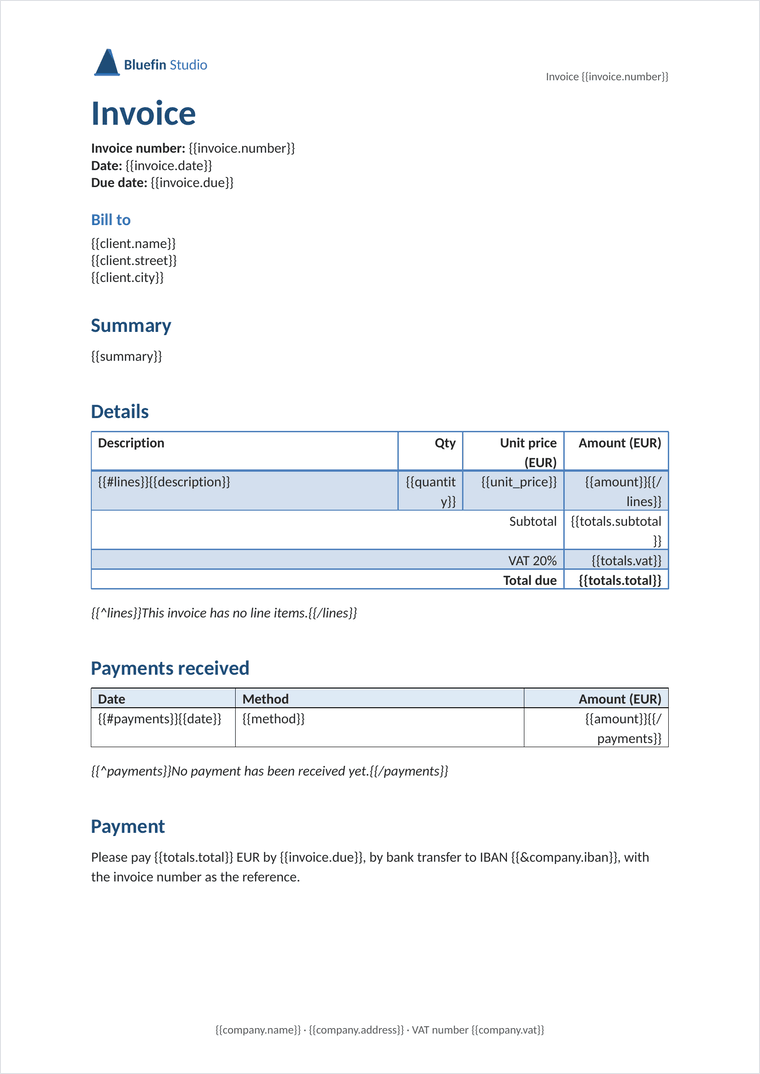 Bluefin Studio
Invoice {{invoice.number}}
Invoice
Invoice number: {{invoice.number}}
Date: {{invoice.date}}
Due date: {{invoice.due}}
Bill to
{{client.name}}
{{client.street}}
{{client.city}}
Summary
{{summary}}
Details
Description Qty Unit price (EUR) Amount (EUR)
{{#lines}}{{description}} {{quantity}} {{unit_price}} {{amount}}{{/lines}}
Subtotal {{totals.subtotal}}
VAT 20% {{totals.vat}}
Total due {{totals.total}}
{{^lines}}This invoice has no line items.{{/lines}}
Payments received
Date Method Amount (EUR)
{{#payments}}{{date}} {{method}} {{amount}}{{/payments}}
{{^payments}}No payment has been received yet.{{/payments}}
Payment
Please pay {{totals.total}} EUR by {{invoice.due}}, by bank transfer to IBAN {{&company.iban}}, with
the invoice number as the reference.
{{company.name}} · {{company.address}} · VAT number {{company.vat}}